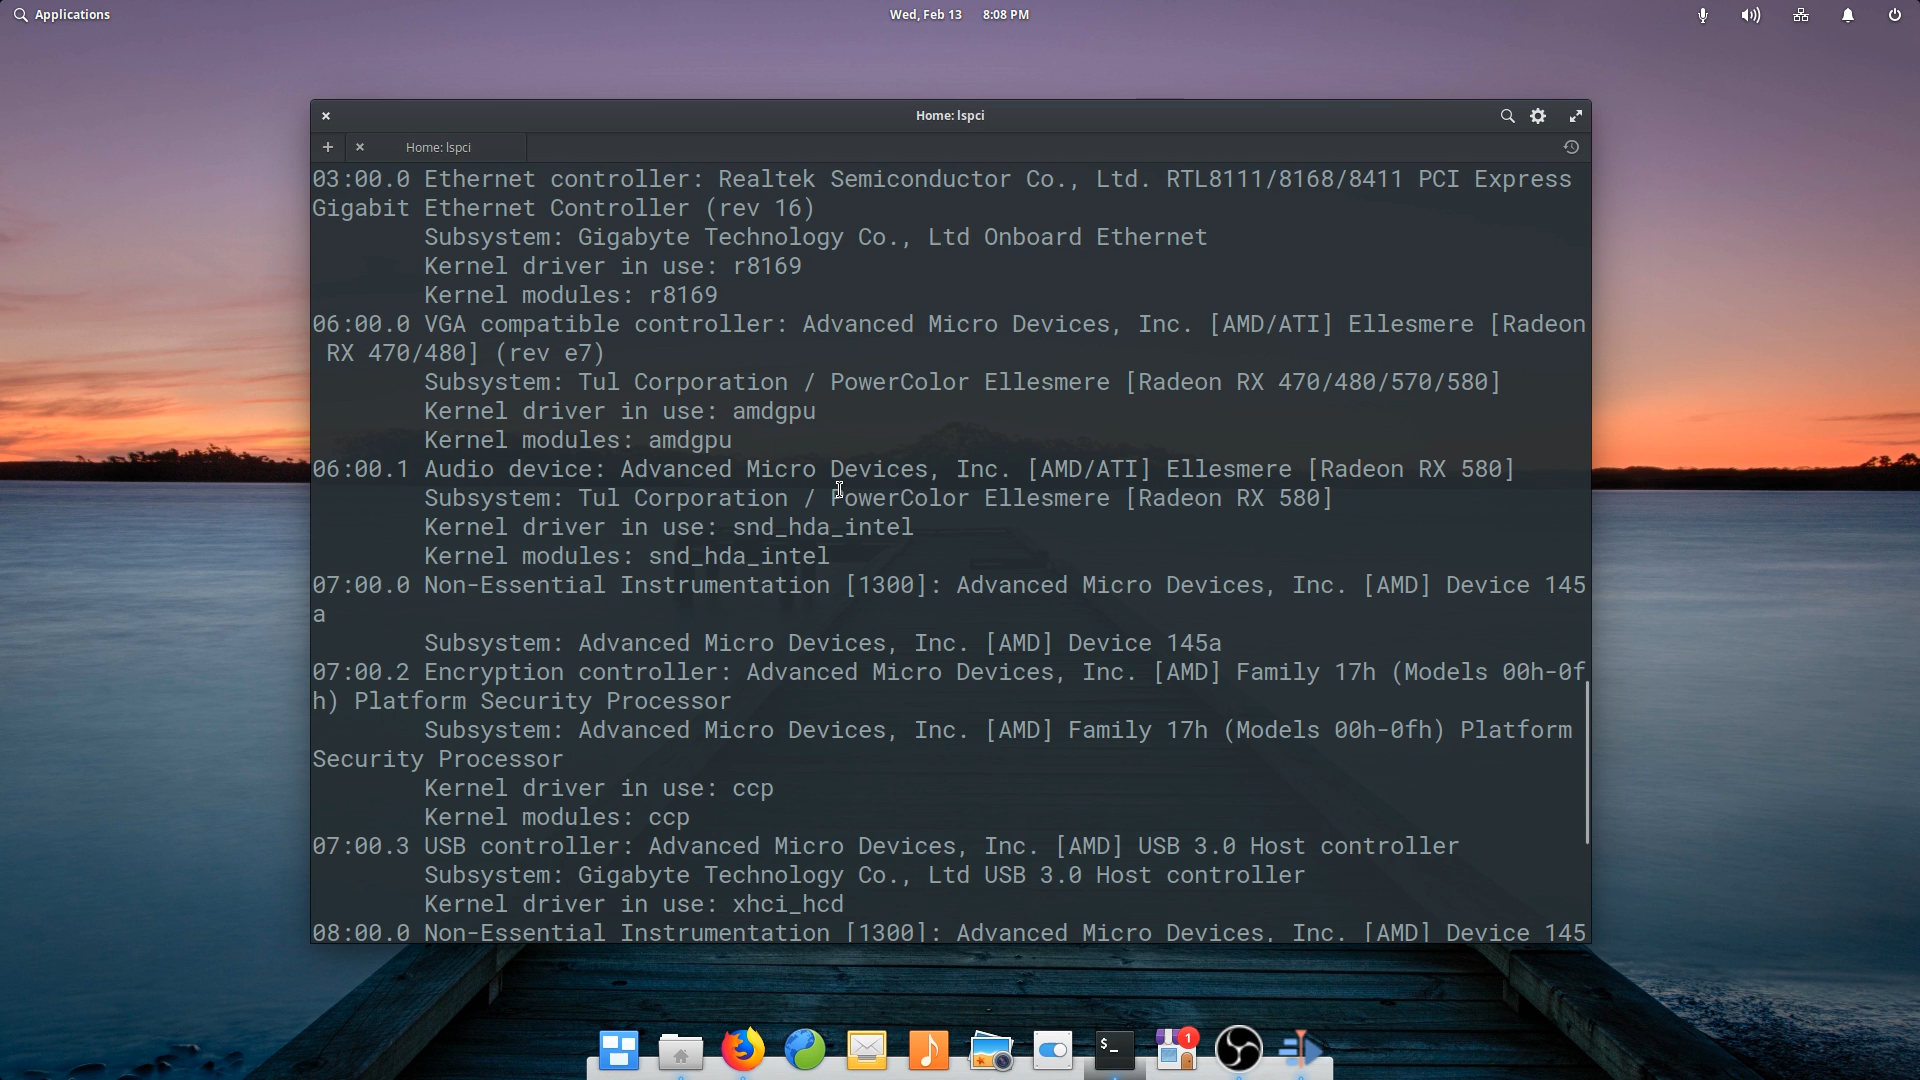 Applications
Wed, Feb 13 8:08 PM
Home: lspci
Home: lspci
03:00.0 Ethernet controller: Realtek Semiconductor Co., Ltd. RTL8111/8168/8411 PCI Express
Gigabit Ethernet Controller (rev 16)
Subsystem: Gigabyte Technology Co., Ltd Onboard Ethernet
Kernel driver in use: r8169
Kernel modules: r8169
06:00.0 VGA compatible controller: Advanced Micro Devices, Inc. [AMD/ATI] Ellesmere [Radeon
RX 470/480] (rev e7)
Subsystem: Tul Corporation / PowerColor Ellesmere [Radeon RX 470/480/570/580]
Kernel driver in use: amdgpu
Kernel modules: amdgpu
06:00.1 Audio device: Advanced Micro Devices, Inc. [AMD/ATI] Ellesmere [Radeon RX 580]
Subsystem: Tul Corporation / PowerColor Ellesmere [Radeon RX 580]
Kernel driver in use: snd_hda_intel
Kernel modules: snd_hda_intel
07:00.0 Non-Essential Instrumentation [1300]: Advanced Micro Devices, Inc. [AMD] Device 145
a
Subsystem: Advanced Micro Devices, Inc. [AMD] Device 145a
07:00.2 Encryption controller: Advanced Micro Devices, Inc. [AMD] Family 17h (Models 00h-0f
h) Platform Security Processor
Subsystem: Advanced Micro Devices, Inc. [AMD] Family 17h (Models 00h-0fh) Platform
Security Processor
Kernel driver in use: ccp
Kernel modules: ccp
07:00.3 USB controller: Advanced Micro Devices, Inc. [AMD] USB 3.0 Host controller
Subsystem: Gigabyte Technology Co., Ltd USB 3.0 Host controller
Kernel driver in use: xhci_hcd
08:00.0 Non-Essential Instrumentation [1300]: Advanced Micro Devices, Inc. [AMD] Device 145
$_
1